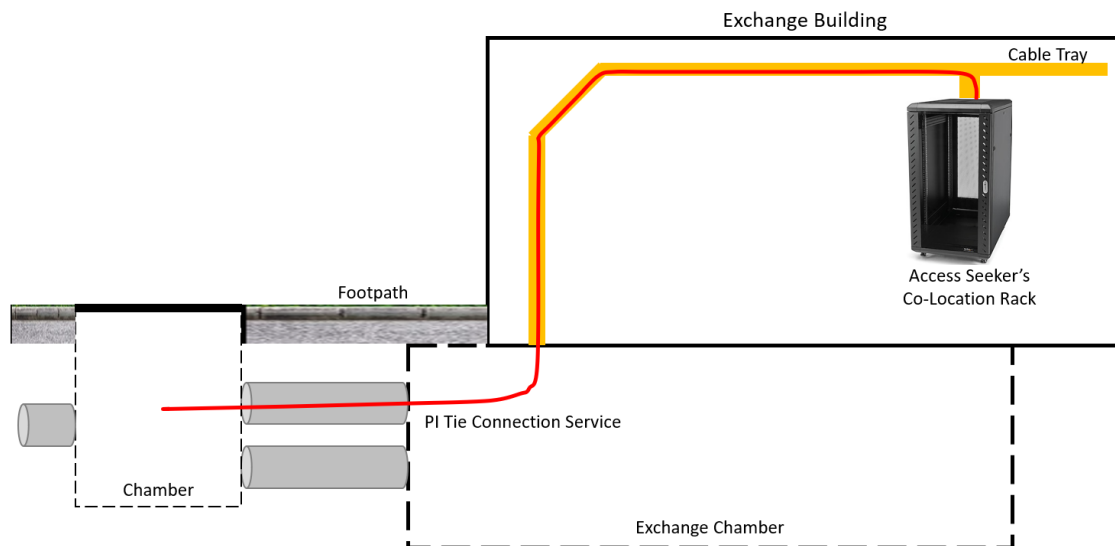 Exchange Building
Cable Tray
Access Seeker's
Co-Location Rack
Footpath
PI Tie Connection Service
Chamber
Exchange Chamber